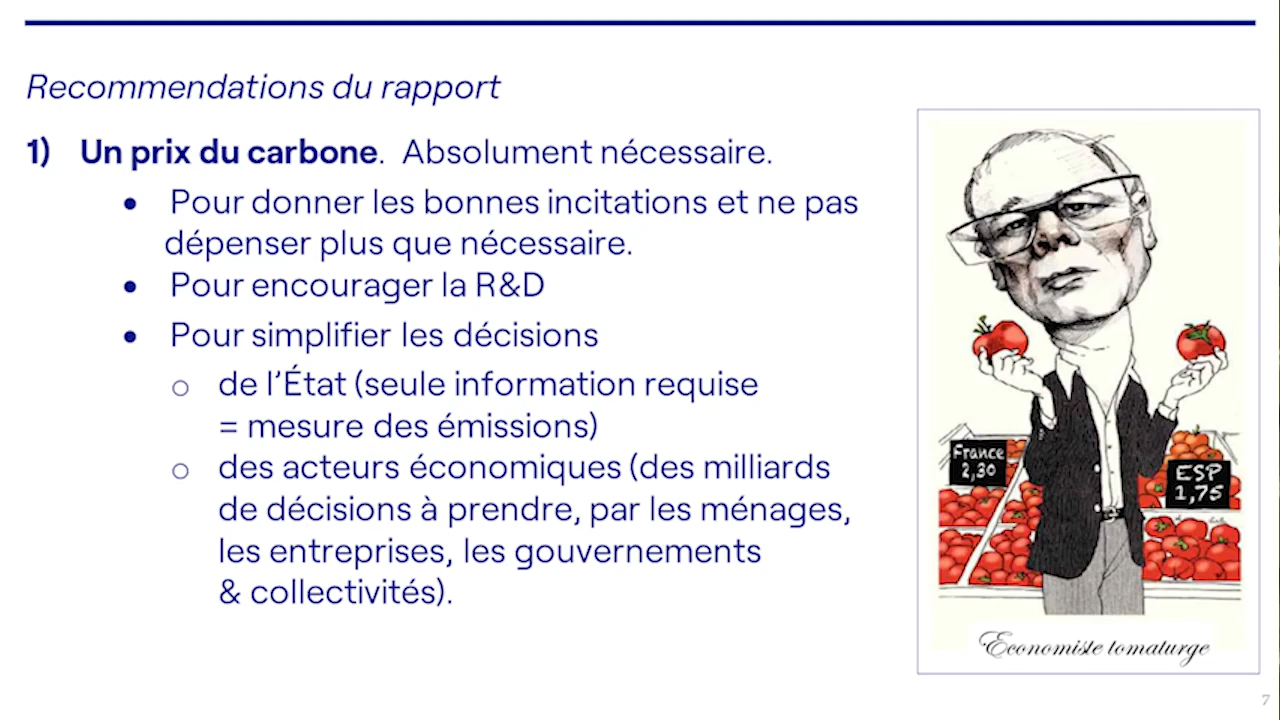 Recommendations du rapport
1) Un prix du carbone. Absolument nécessaire.
• Pour donner les bonnes incitations et ne pas
dépenser plus que nécessaire.
• Pour encourager la R&D
• Pour simplifier les décisions
o de l’État (seule information requise
= mesure des émissions)
o des acteurs économiques (des milliards
de décisions à prendre, par les ménages,
les entreprises, les gouvernements
& collectivités).
France
2,30
ESP
1,75
Economiste tomaturge
7